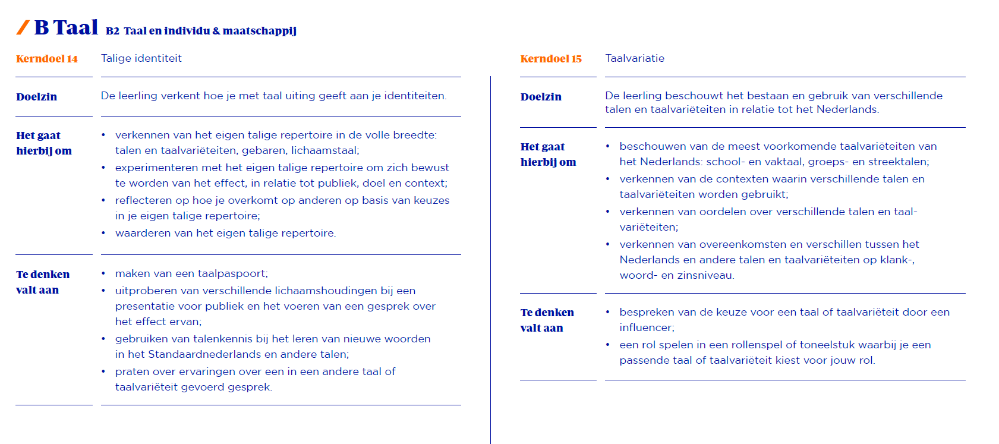 / B Taal B2 Taal en individu & maatschappij
Kerndoel 14 Talige identiteit
Doelzin De leerling verkent hoe je met taal uiting geeft aan je identiteiten.
Het gaat hierbij om
• verkennen van het eigen talige repertoire in de volle breedte:
talen en taalvariëteiten, gebaren, lichaamstaal;
• experimenteren met het eigen talige repertoire om zich bewust
te worden van het effect, in relatie tot publiek, doel en context;
• reflecteren op hoe je overkomt op anderen op basis van keuzes
in je eigen talige repertoire;
• waarderen van het eigen talige repertoire.
Te denken valt aan
• maken van een taalpaspoort;
• uitproberen van verschillende lichaamshoudingen bij een
presentatie voor publiek en het voeren van een gesprek over
het effect ervan;
• gebruiken van talenkennis bij het leren van nieuwe woorden
in het Standaardnederlands en andere talen;
• praten over ervaringen over een in een andere taal of
taalvariëteit gevoerd gesprek.
Kerndoel 15 Taalvariatie
Doelzin De leerling beschouwt het bestaan en gebruik van verschillende
talen en taalvariëteiten in relatie tot het Nederlands.
Het gaat hierbij om
• beschouwen van de meest voorkomende taalvariëteiten van
het Nederlands: school- en vaktaal, groeps- en streektalen;
• verkennen van de contexten waarin verschillende talen en
taalvariëteiten worden gebruikt;
• verkennen van oordelen over verschillende talen en taal-
variëteiten;
• verkennen van overeenkomsten en verschillen tussen het
Nederlands en andere talen en taalvariëteiten op klank-,
woord- en zinsniveau.
Te denken valt aan
• bespreken van de keuze voor een taal of taalvariëteit door een
influencer;
• een rol spelen in een rollenspel of toneelstuk waarbij je een
passende taal of taalvariëteit kiest voor jouw rol.